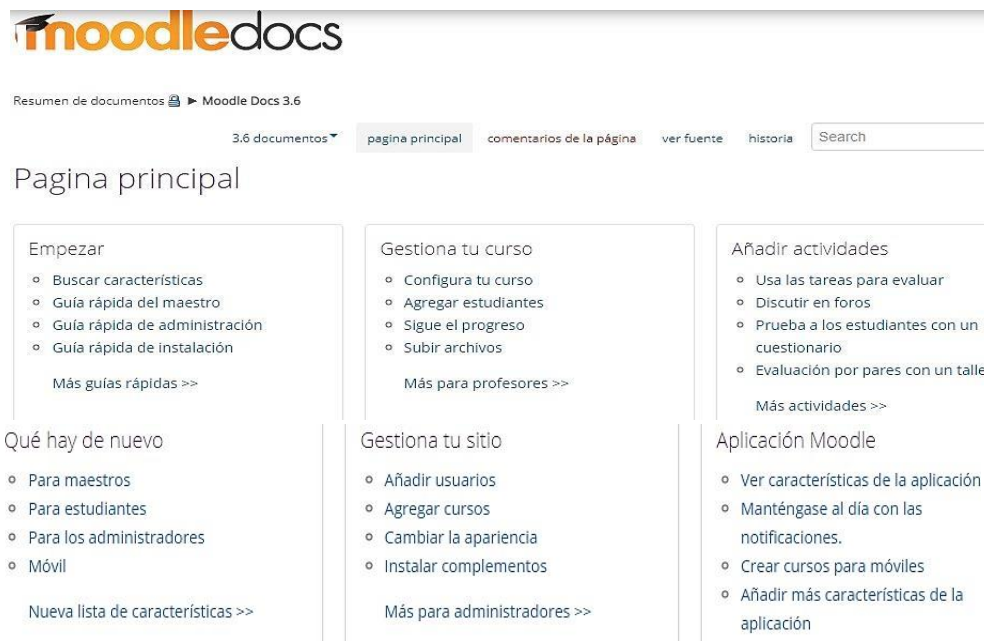 moodledocs
Resumen de documentos ► Moodle Docs 3.6
3.6 documentos pagina principal comentarios de la página ver fuente historia Search
Pagina principal
Empezar
Buscar características
Guía rápida del maestro
Guía rápida de administración
Guía rápida de instalación
Más guías rápidas >>
Gestiona tu curso
Configura tu curso
Agregar estudiantes
Sigue el progreso
Subir archivos
Más para profesores >>
Añadir actividades
Usa las tareas para evaluar
Discutir en foros
Prueba a los estudiantes con un
cuestionario
Evaluación por pares con un talle
Más actividades >>
Qué hay de nuevo
Para maestros
Para estudiantes
Para los administradores
Móvil
Nueva lista de características >>
Gestiona tu sitio
Añadir usuarios
Agregar cursos
Cambiar la apariencia
Instalar complementos
Más para administradores >>
Aplicación Moodle
Ver características de la aplicación
Manténgase al día con las
notificaciones.
Crear cursos para móviles
Añadir más características de la
aplicación